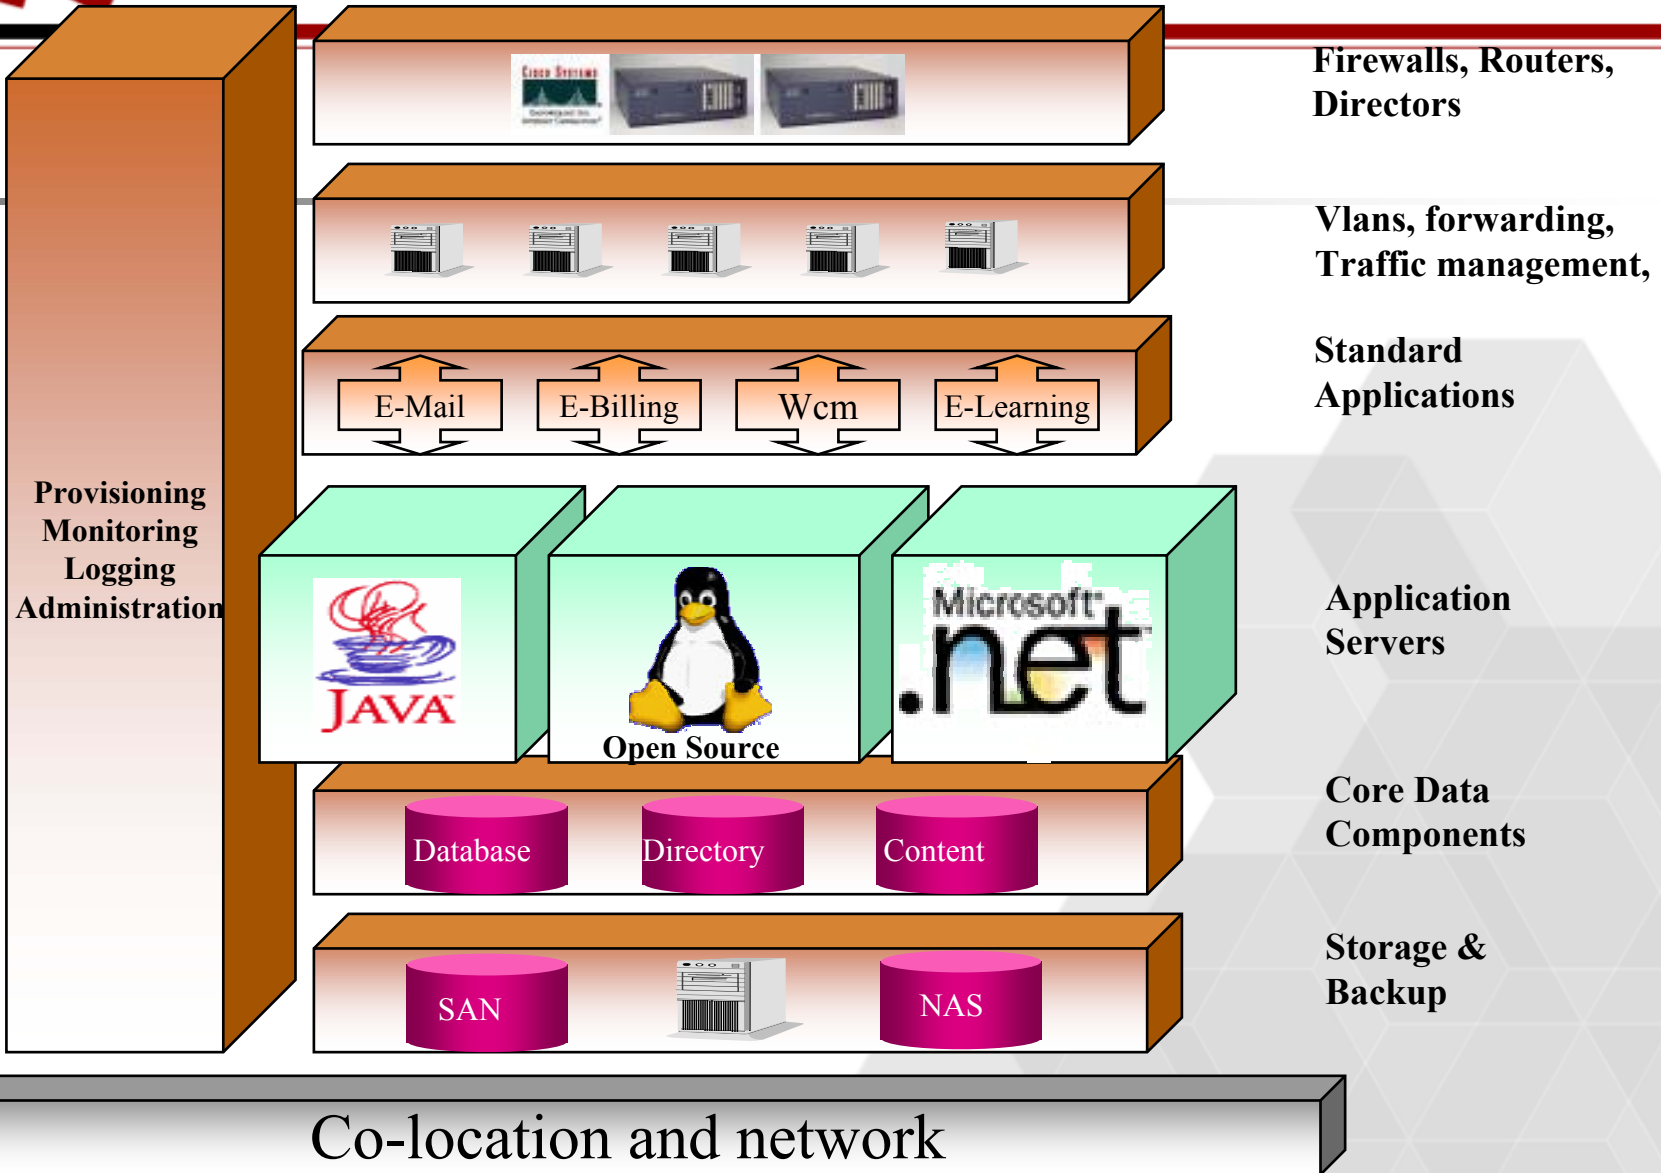 Firewalls, Routers,
Directors
CISCO SYSTEMS
Vlans, forwarding,
Traffic management,
Standard
Applications
E-Mail
E-Billing
Wcm
E-Learning
Provisioning
Monitoring
Logging
Administration
JAVA
Open Source
Microsoft
.net
Application
Servers
Database
Directory
Content
Core Data
Components
SAN
NAS
Storage &
Backup
Co-location and network